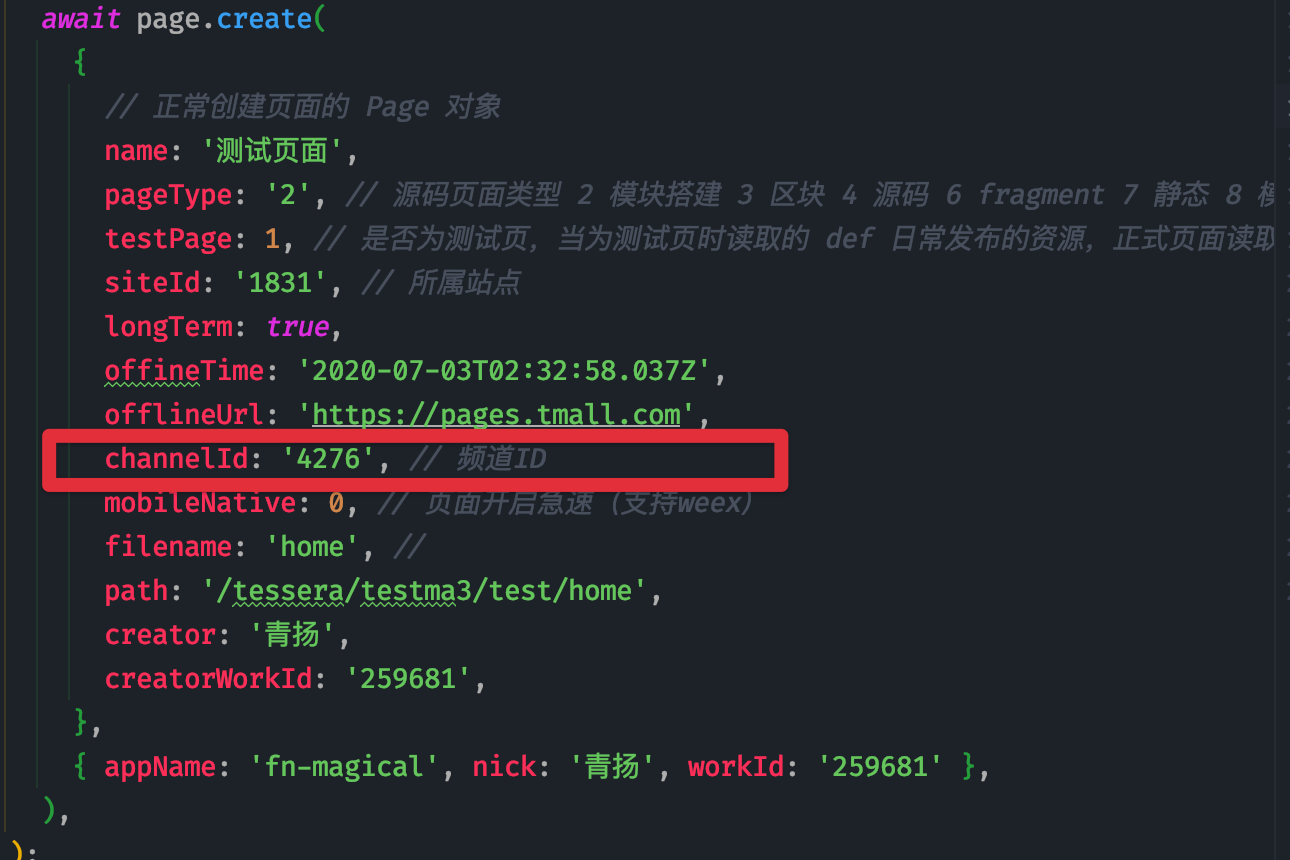 await page.create(
{
// 正常创建页面的 Page 对象
name: '测试页面',
pageType: '2', // 源码页面类型 2 模块搭建 3 区块 4 源码 6 fragment 7 静态 8 模
testPage: 1, // 是否为测试页，当为测试页时读取的 def 日常发布的资源，正式页面读取
siteId: '1831', // 所属站点
longTerm: true,
offineTime: '2020-07-03T02:32:58.037Z',
offlineUrl: 'https://pages.tmall.com',
channelId: '4276', // 频道ID
mobileNative: 0, // 页面开启急速（支持weex）
filename: 'home', //
path: '/tessera/testma3/test/home',
creator: '青扬',
creatorWorkId: '259681',
},
{ appName: 'fn-magical', nick: '青扬', workId: '259681' },
),
);